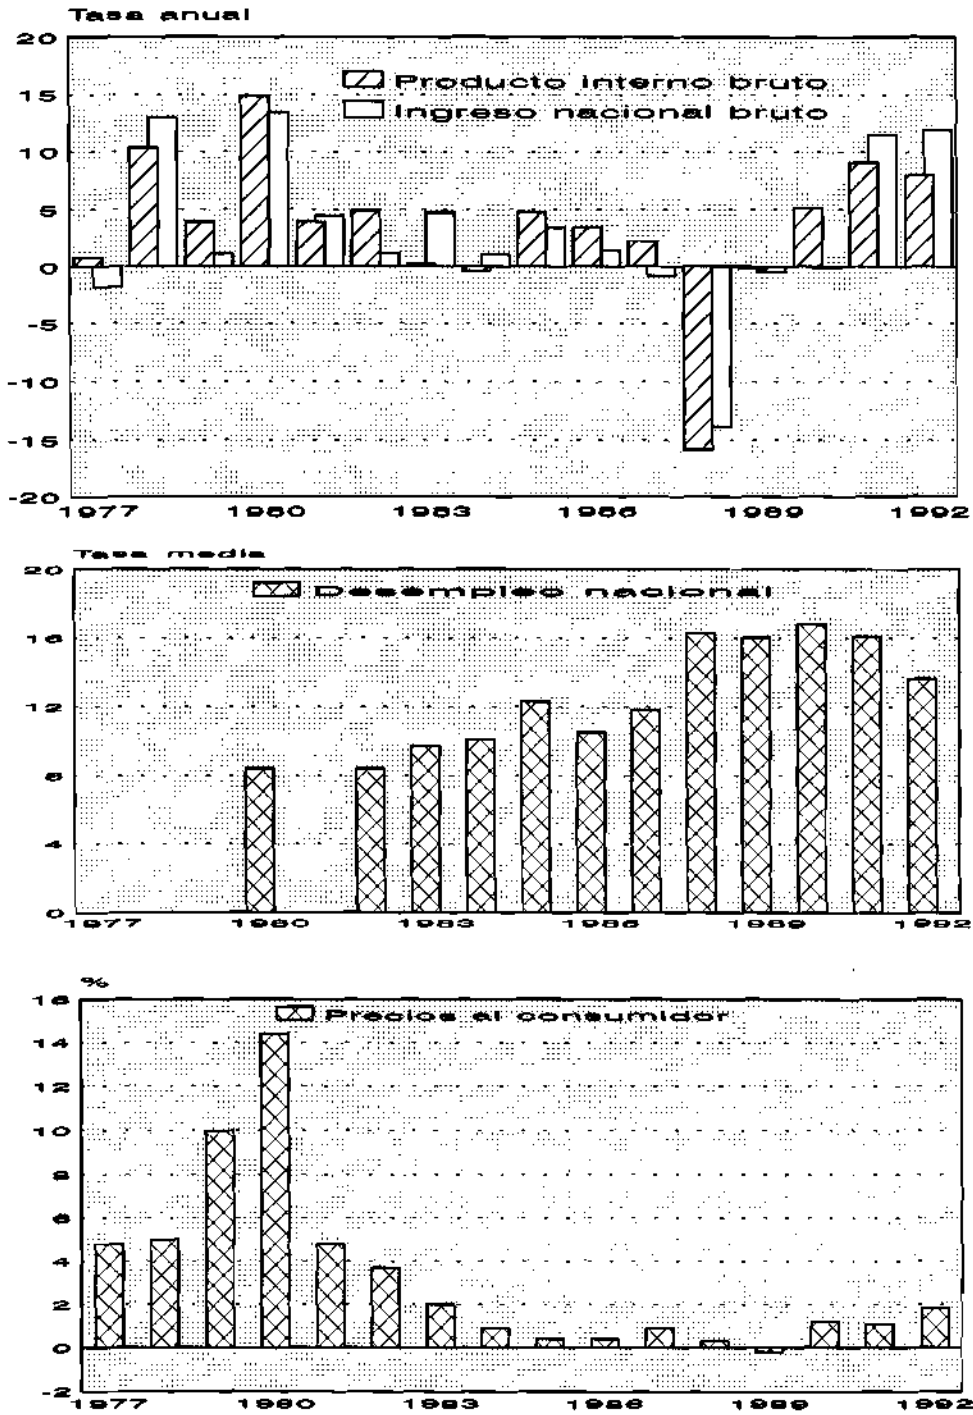 Tasa anual
20
Producto interno bruto
15
Ingreso nacional bruto
10
5
0
-5
-10
-15
-20
1977 1980 1983 1986 1989 1992
Tasa media
20
Desempleo nacional
16
12
8
4
0
1977 1980 1983 1986 1989 1992
%
16
Precios al consumidor
14
12
10
8
6
4
2
0
-2
1977 1980 1983 1986 1989 1992